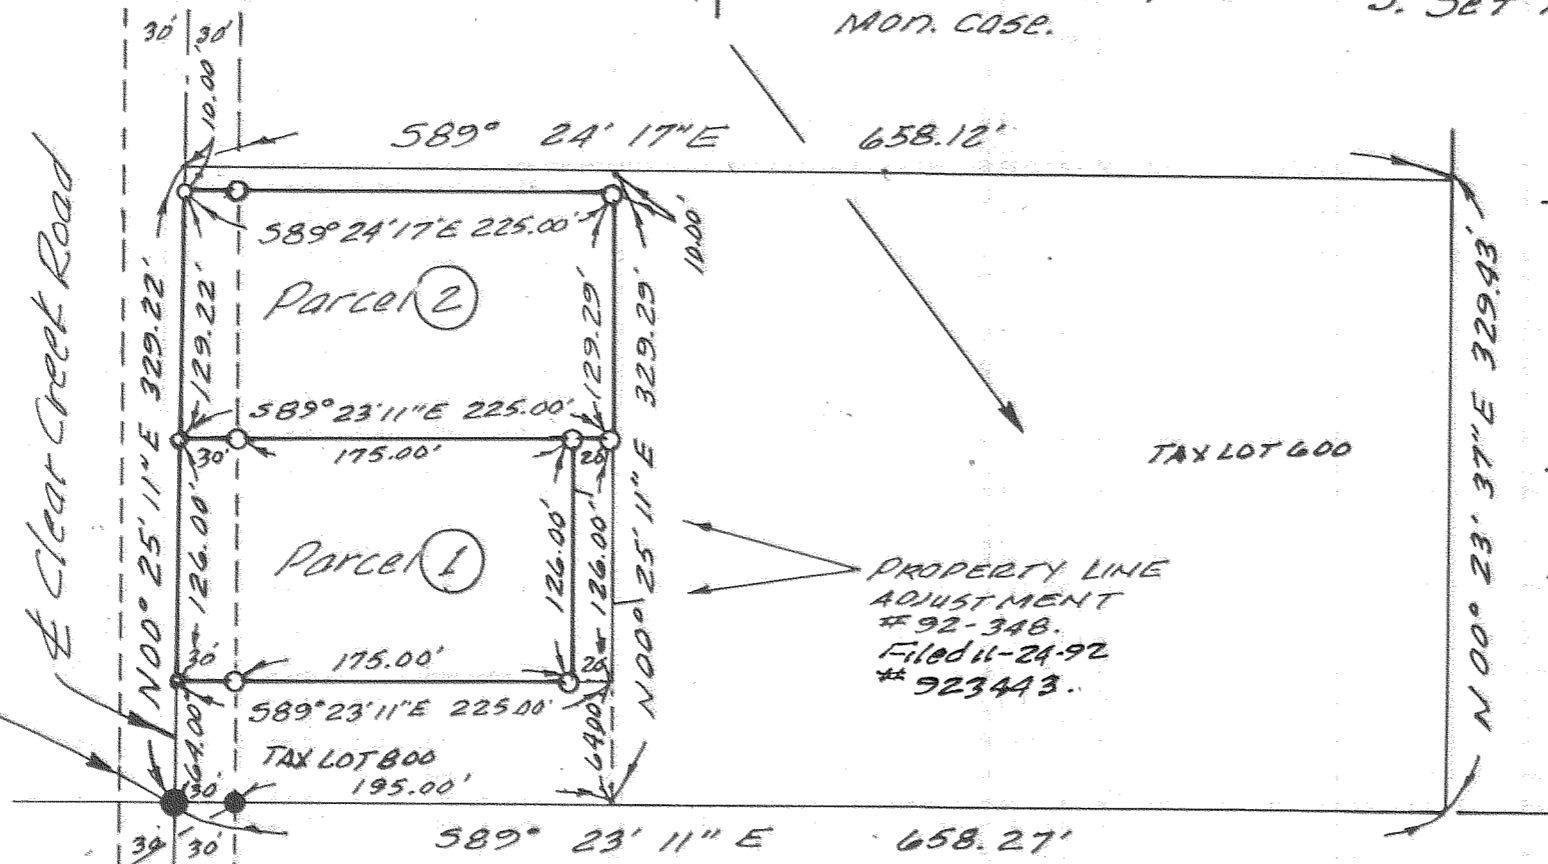 Mon. case.
3. Set
30' 30'
10.00'
S89° 24' 17"E 658.12'
S89° 24' 17"E 225.00'
10.00'
Parcel 2
℄ Clear Creek Road
N00° 25' 11" E 329.22'
129.22'
129.29'
329.29'
N00° 25' 11" E
N00° 23' 37" E 329.43'
S89° 23' 11"E 225.00'
30' 175.00' 20'
TAX LOT 600
126.00'
126.00'
126.00'
Parcel 1
PROPERTY LINE
ADJUSTMENT
# 92-348.
Filed 11-24-92
# 923443.
30' 175.00' 20'
S89° 23' 11"E 225.00'
64.00'
64.00'
TAX LOT 800
30' 195.00'
S89° 23' 11" E 658.27'
30' 30'